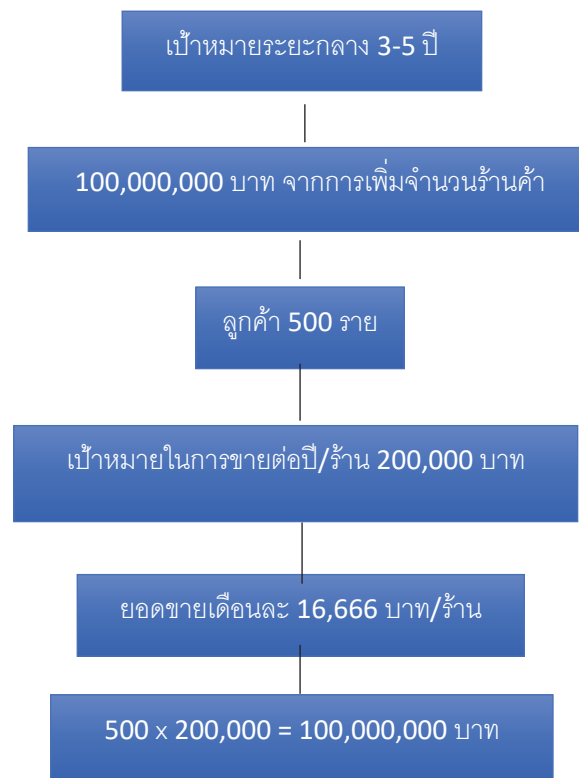 เป้าหมายระยะกลาง 3-5 ปี
100,000,000 บาท จากการเพิ่มจำนวนร้านค้า
ลูกค้า 500 ราย
เป้าหมายในการขายต่อปี/ร้าน 200,000 บาท
ยอดขายเดือนละ 16,666 บาท/ร้าน
500 x 200,000 = 100,000,000 บาท